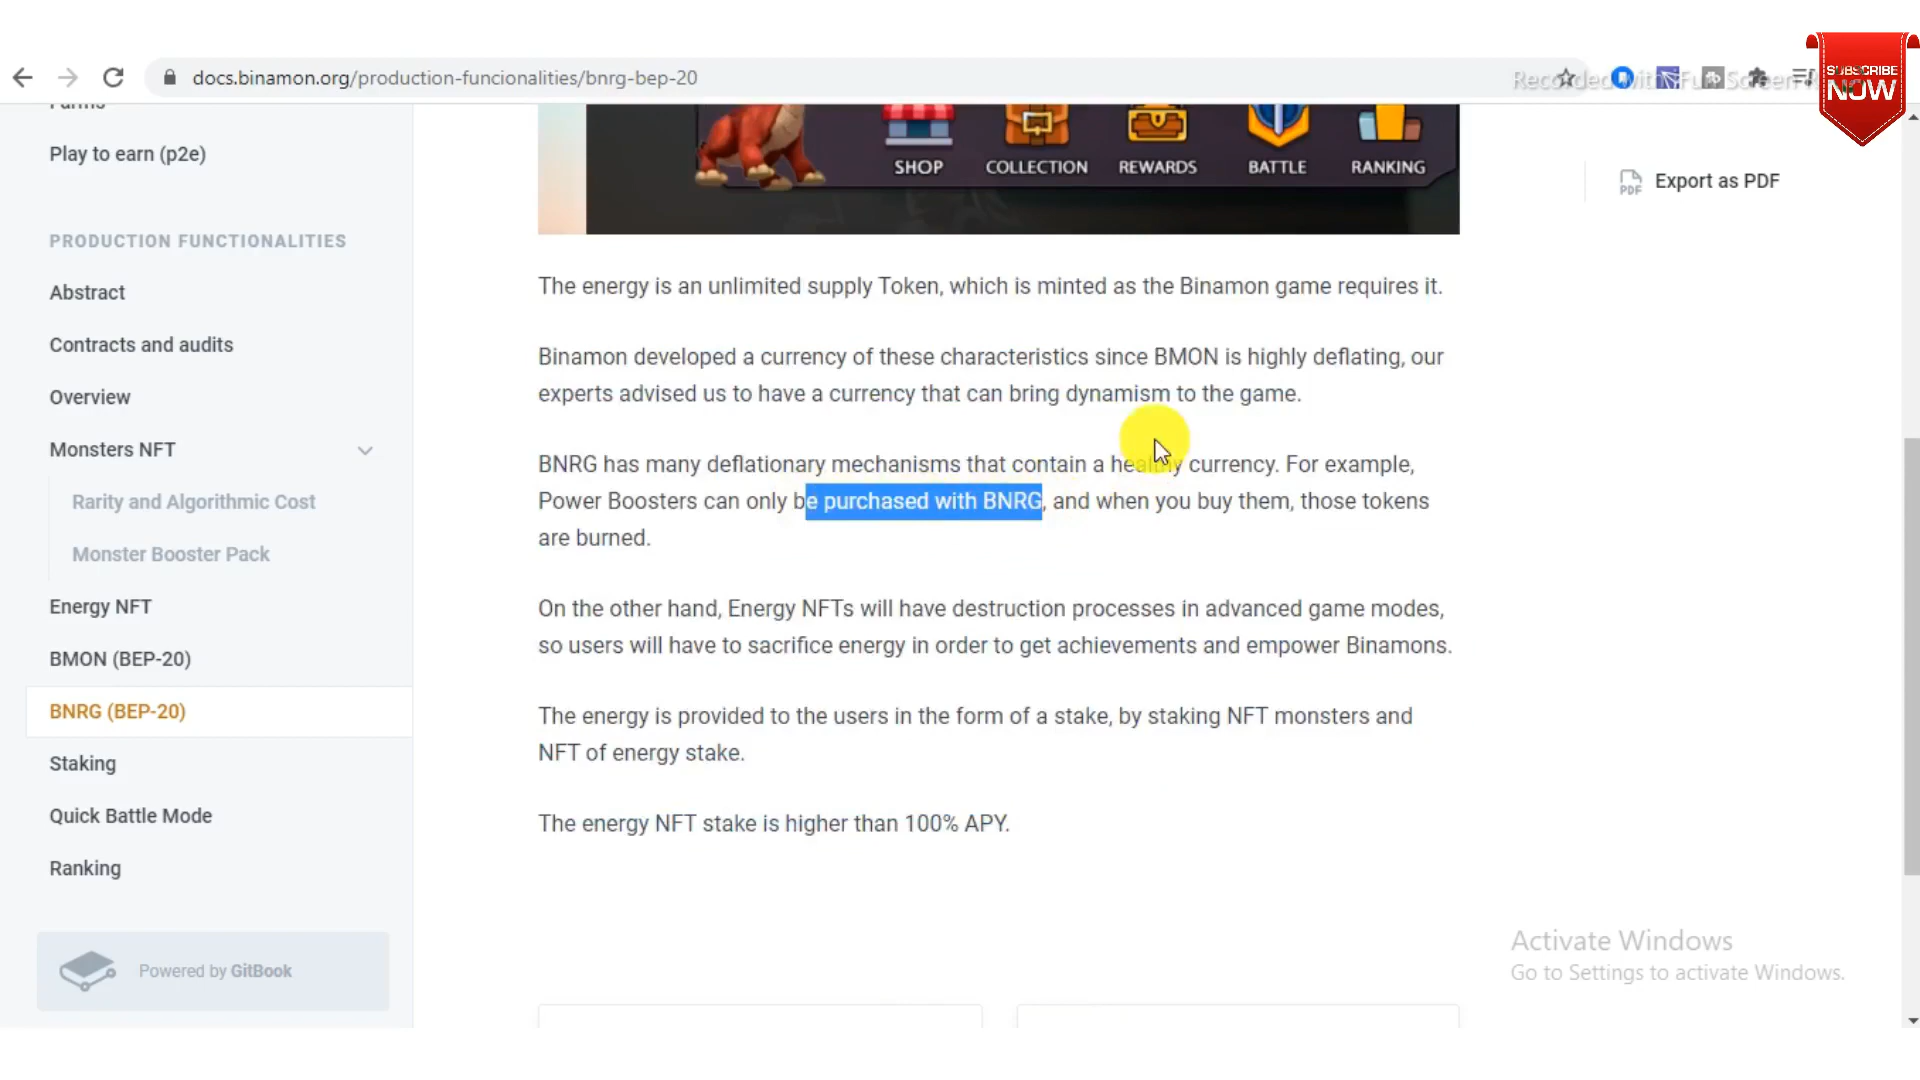 docs.binamon.org/production-funcionalities/bnrg-bep-20
SUBSCRIBE
NOW
Farms
Play to earn (p2e)
PRODUCTION FUNCTIONALITIES
Abstract
Contracts and audits
Overview
Monsters NFT
Rarity and Algorithmic Cost
Monster Booster Pack
Energy NFT
BMON (BEP-20)
BNRG (BEP-20)
Staking
Quick Battle Mode
Ranking
Powered by GitBook
SHOP COLLECTION REWARDS BATTLE RANKING
The energy is an unlimited supply Token, which is minted as the Binamon game requires it.
Binamon developed a currency of these characteristics since BMON is highly deflating, our
experts advised us to have a currency that can bring dynamism to the game.
BNRG has many deflationary mechanisms that contain a healthy currency. For example,
Power Boosters can only be purchased with BNRG, and when you buy them, those tokens
are burned.
On the other hand, Energy NFTs will have destruction processes in advanced game modes,
so users will have to sacrifice energy in order to get achievements and empower Binamons.
The energy is provided to the users in the form of a stake, by staking NFT monsters and
NFT of energy stake.
The energy NFT stake is higher than 100% APY.
PDF Export as PDF
Activate Windows
Go to Settings to activate Windows.